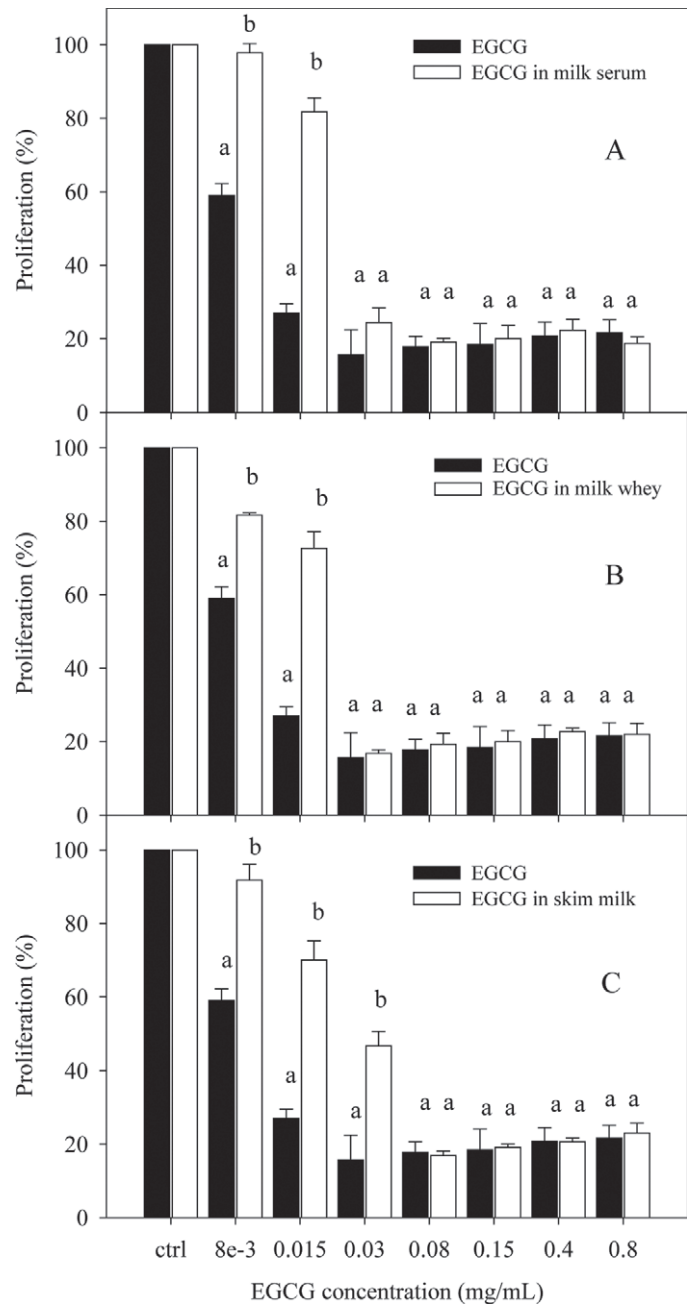 b
100
EGCG
EGCG in milk serum
b
80
A
a
60
Proliferation (%)
40
a
a a
a a
a a
a a
a a
20
0
100
EGCG
EGCG in milk whey
b
b
80
B
a
60
Proliferation (%)
40
a
a a
a a
a a
a a
a a
20
0
100
b
EGCG
EGCG in skim milk
b
80
C
a
60
b
Proliferation (%)
40
a
a
a a
a a
a a
a a
20
0
ctrl 8e-3 0.015 0.03 0.08 0.15 0.4 0.8
EGCG concentration (mg/mL)